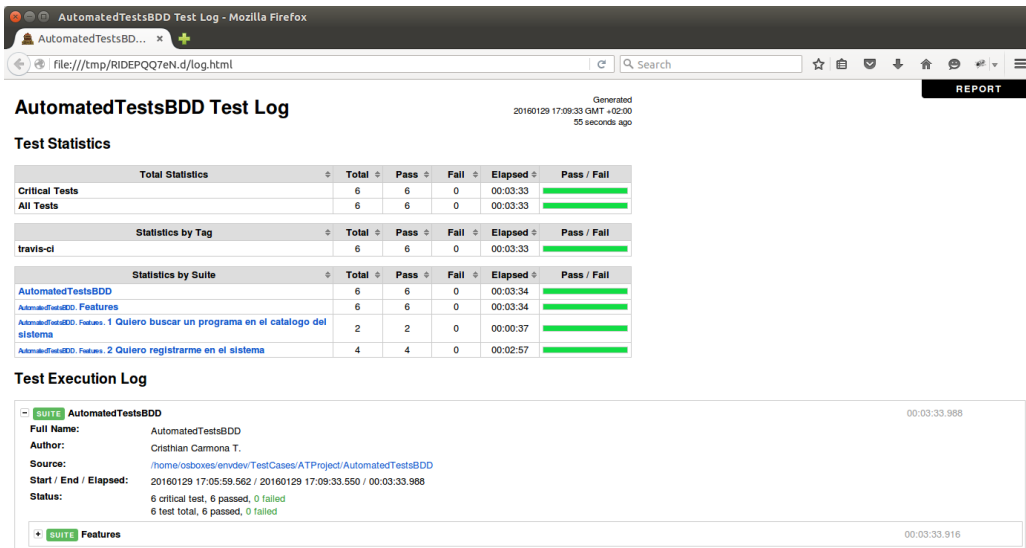 AutomatedTestsBDD Test Log - Mozilla Firefox
AutomatedTestsBD... ×
file:///tmp/RIDEPQQ7eN.d/log.html Search
REPORT
AutomatedTestsBDD Test Log
Generated
20160129 17:09:33 GMT +02:00
55 seconds ago
Test Statistics
Total Statistics Total Pass Fail Elapsed Pass / Fail
Critical Tests 6 6 0 00:03:33
All Tests 6 6 0 00:03:33
Statistics by Tag Total Pass Fail Elapsed Pass / Fail
travis-ci 6 6 0 00:03:33
Statistics by Suite Total Pass Fail Elapsed Pass / Fail
AutomatedTestsBDD 6 6 0 00:03:34
AutomatedTestsBDD. Features 6 6 0 00:03:34
AutomatedTestsBDD. Features. 1 Quiero buscar un programa en el catalogo del
sistema 2 2 0 00:00:37
AutomatedTestsBDD. Features. 2 Quiero registrarme en el sistema 4 4 0 00:02:57
Test Execution Log
- SUITE AutomatedTestsBDD 00:03:33.988
Full Name: AutomatedTestsBDD
Author: Cristhian Carmona T.
Source: /home/osboxes/envdev/TestCases/ATProject/AutomatedTestsBDD
Start / End / Elapsed: 20160129 17:05:59.562 / 20160129 17:09:33.550 / 00:03:33.988
Status: 6 critical test, 6 passed, 0 failed
6 test total, 6 passed, 0 failed
+ SUITE Features 00:03:33.916